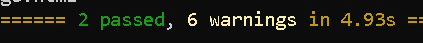 ====== 2 passed, 6 warnings in 4.93s ==